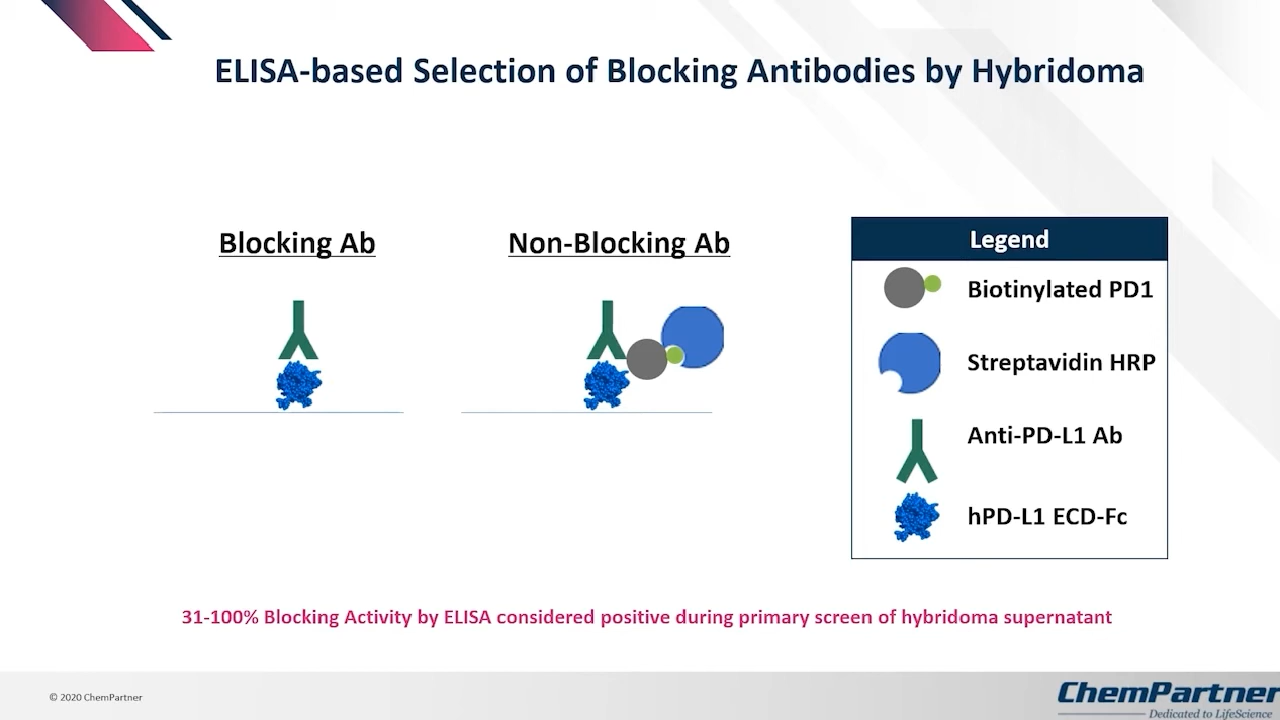 ELISA-based Selection of Blocking Antibodies by Hybridoma
Blocking Ab
Non-Blocking Ab
Legend
Biotinylated PD1
Streptavidin HRP
Anti-PD-L1 Ab
hPD-L1 ECD-Fc
31-100% Blocking Activity by ELISA considered positive during primary screen of hybridoma supernatant
© 2020 ChemPartner
ChemPartner
Dedicated to LifeScience